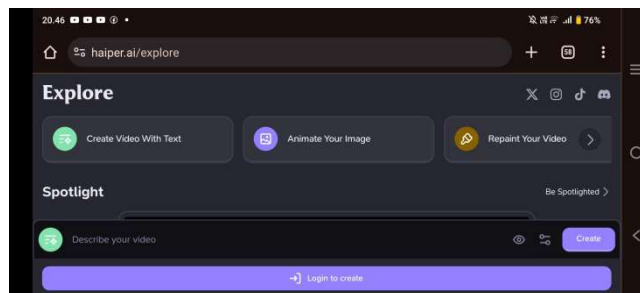 20.46 76%
haiper.ai/explore 58
Explore
Create Video With Text Animate Your Image Repaint Your Video
Spotlight Be Spotlighted
Describe your video Create
Login to create